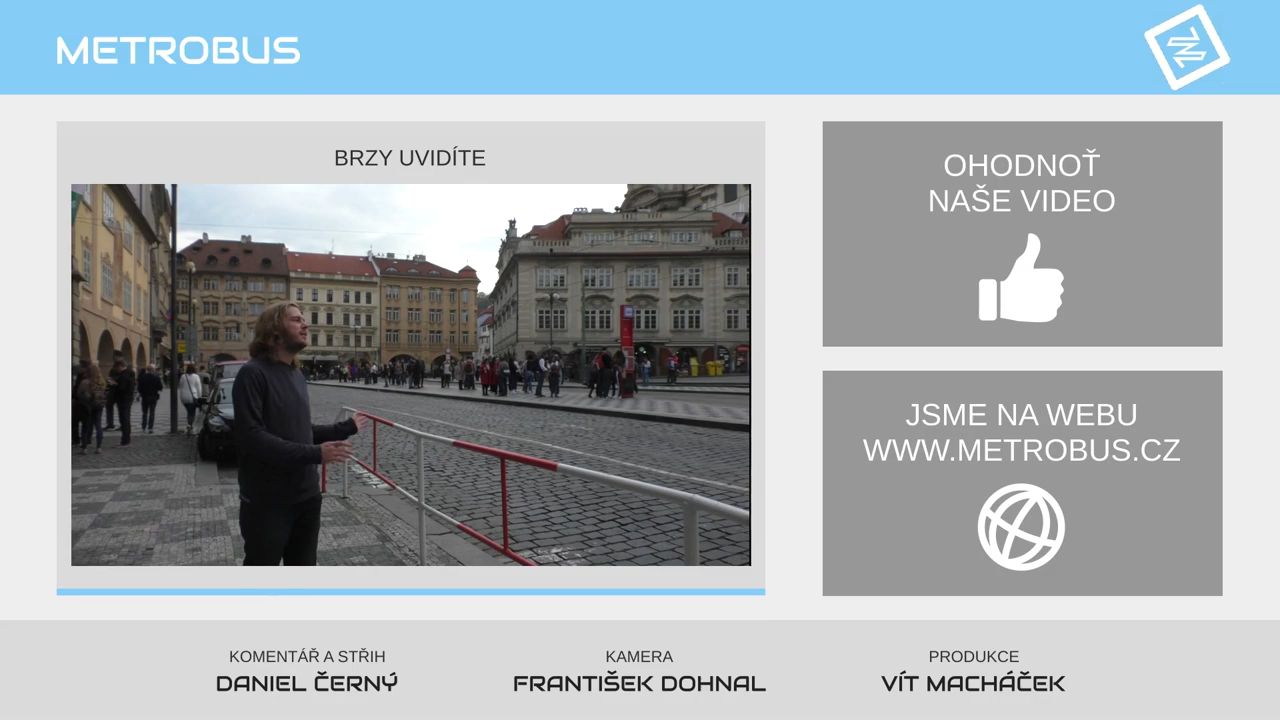 METROBUS
BRZY UVIDÍTE
OHODNOŤ
NAŠE VIDEO
JSME NA WEBU
WWW.METROBUS.CZ
KOMENTÁŘ A STŘIH
DANIEL ČERNÝ
KAMERA
FRANTIŠEK DOHNAL
PRODUKCE
VÍT MACHÁČEK